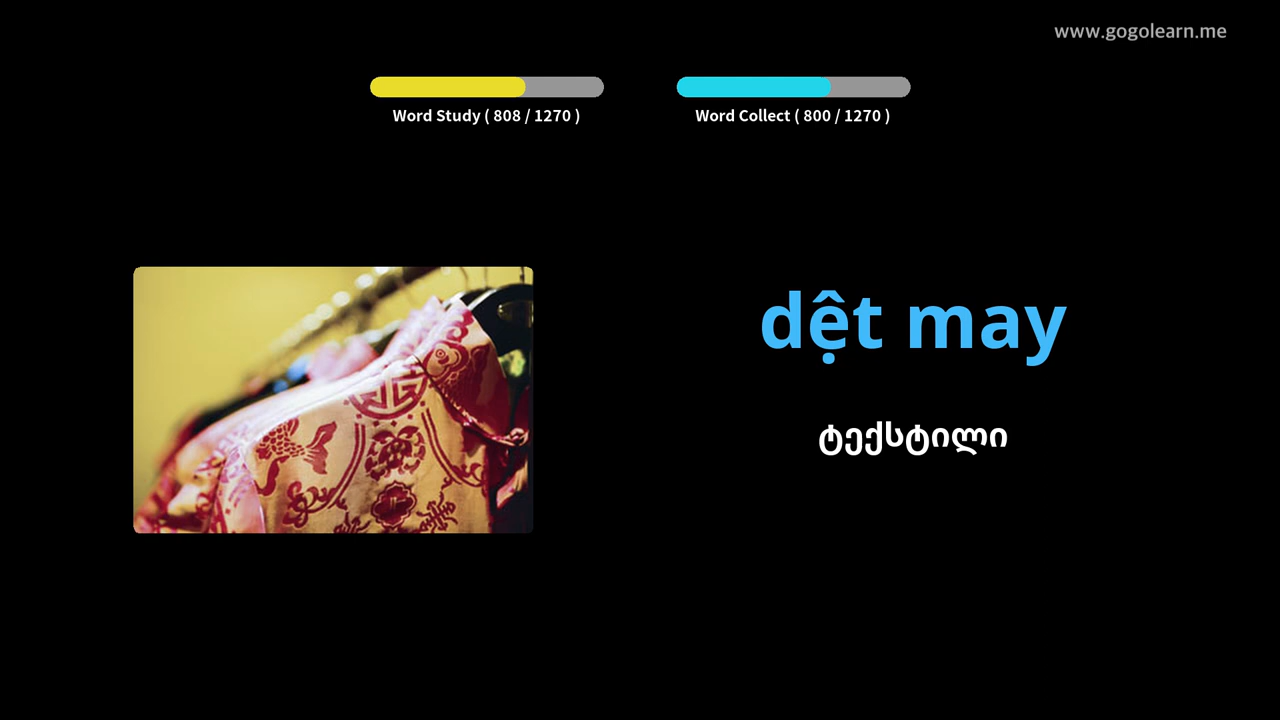 www.gogolearn.me
Word Study ( 808 / 1270 )
Word Collect ( 800 / 1270 )
dệt may
ტექსტილი